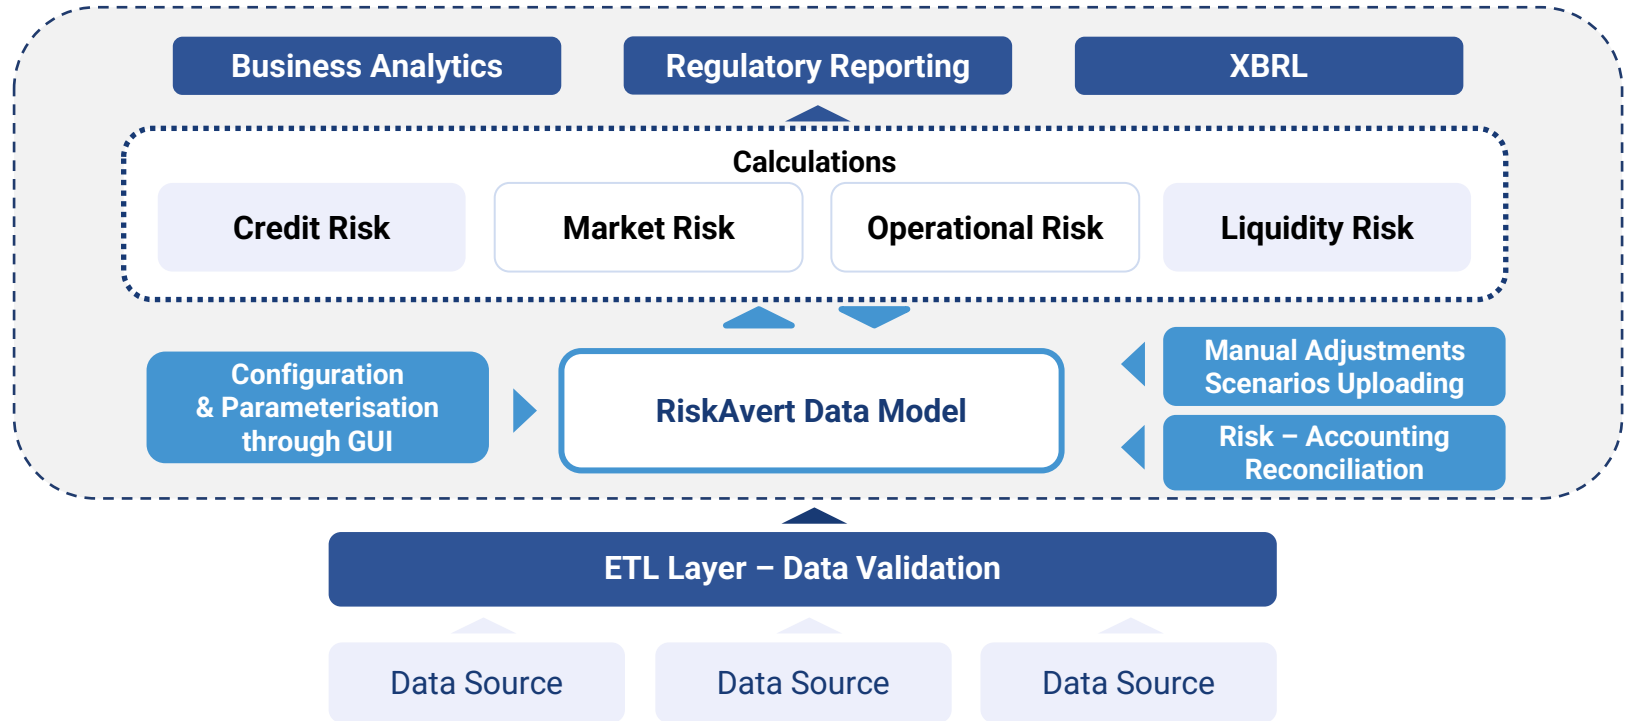 Business Analytics
Regulatory Reporting
XBRL
Calculations
Credit Risk
Market Risk
Operational Risk
Liquidity Risk
Configuration
& Parameterisation
through GUI
RiskAvert Data Model
Manual Adjustments
Scenarios Uploading
Risk – Accounting
Reconciliation
ETL Layer – Data Validation
Data Source
Data Source
Data Source